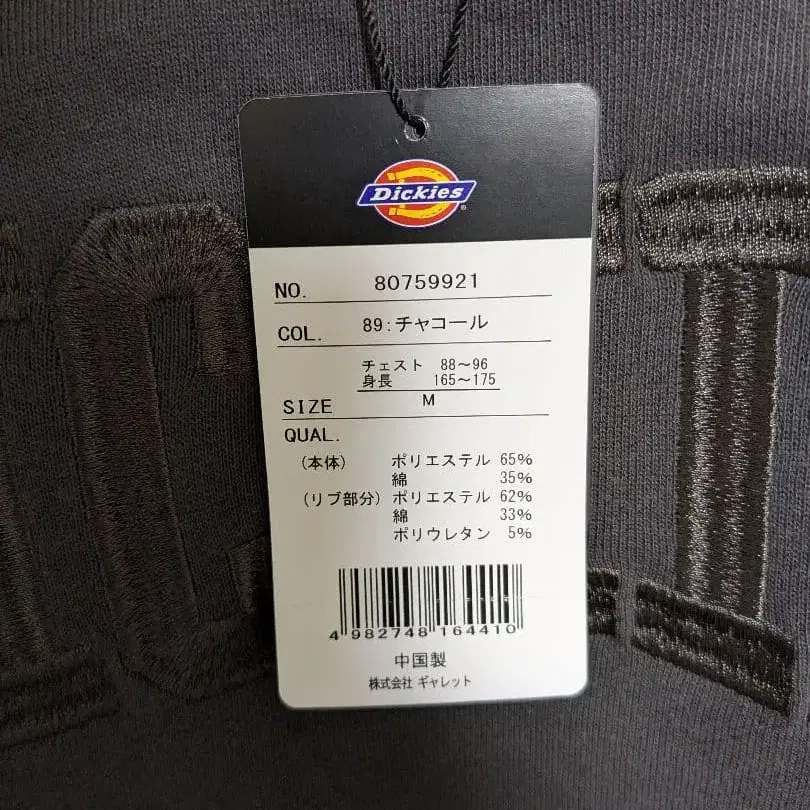 Dickies
NO. 80759921
COL. 89:チャコール
チェスト 88~96
身長 165~175
SIZE M
QUAL.
(本体) ポリエステル 65%
綿 35%
(リブ部分) ポリエステル 62%
綿 33%
ポリウレタン 5%
4 982748 164410
中国製
株式会社 ギャレット